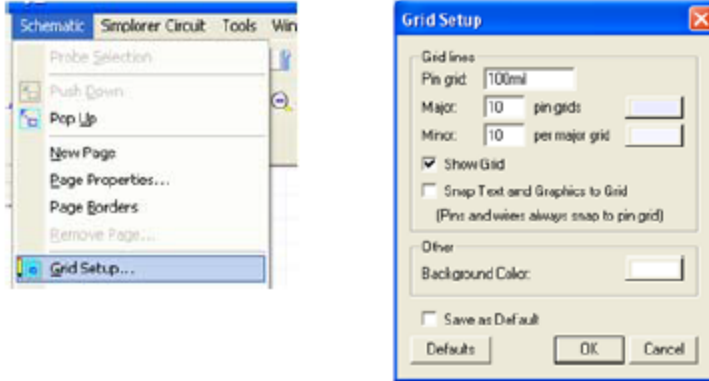 Schematic Simplorer Circuit Tools Win
Probe Selection
Push Down
Pop Up
New Page
Page Properties...
Page Borders
Remove Page...
Grid Setup...
Grid Setup
Grid lines
Pin grid: 100mil
Major: 10 pin grids
Minor: 10 per major grid
Show Grid
Snap Text and Graphics to Grid
(Pins and wires always snap to pin grid)
Other
Background Color:
Save as Default
Defaults OK Cancel